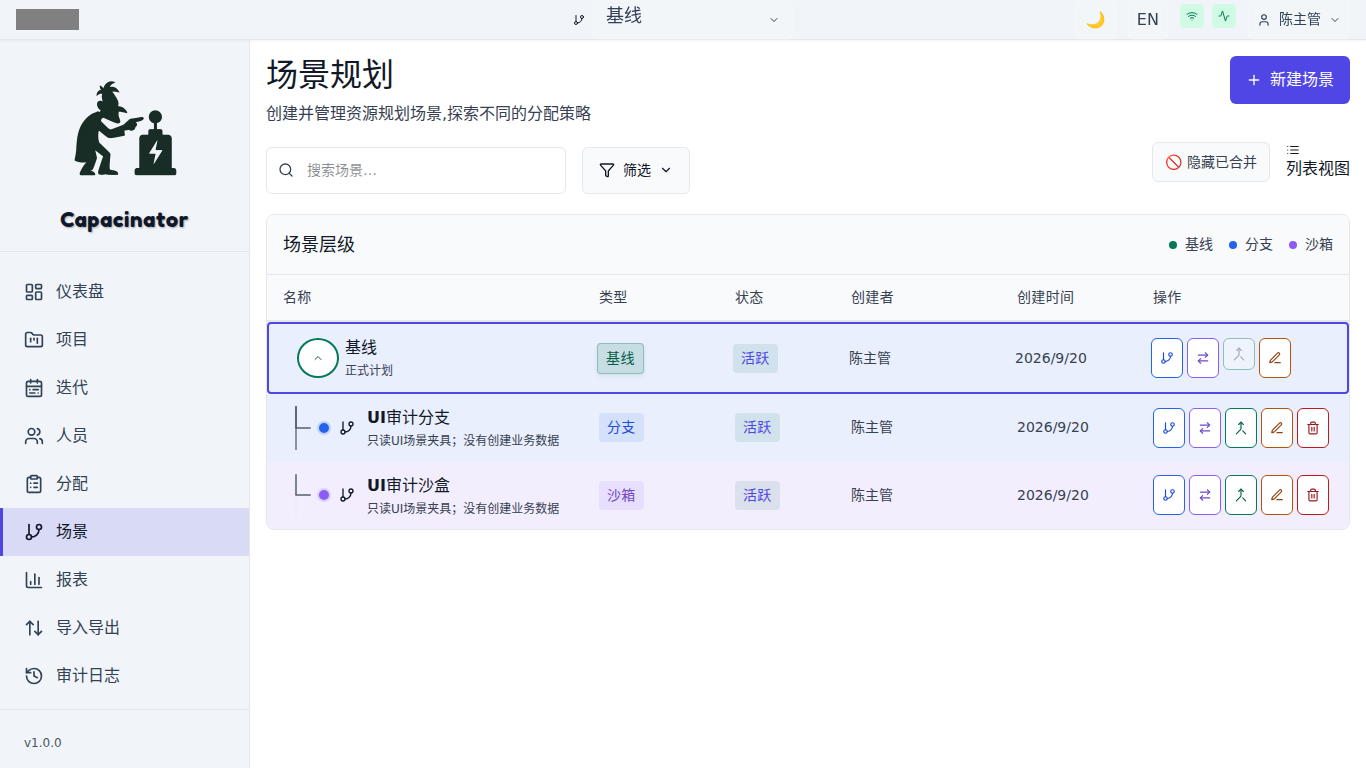 基线
EN
陈主管
Capacinator
仪表盘
项目
迭代
人员
分配
场景
报表
导入导出
审计日志
v1.0.0
场景规划
创建并管理资源规划场景,探索不同的分配策略
新建场景
搜索场景...
筛选
隐藏已合并
列表视图
场景层级
基线 分支 沙箱
名称 类型 状态 创建者 创建时间 操作
基线
正式计划
基线 活跃 陈主管 2026/9/20
UI审计分支
只读UI场景夹具；没有创建业务数据
分支 活跃 陈主管 2026/9/20
UI审计沙盒
只读UI场景夹具；没有创建业务数据
沙箱 活跃 陈主管 2026/9/20